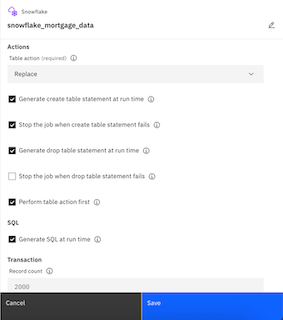 Snowflake
snowflake_mortgage_data
Actions
Table action (required)
Replace
Generate create table statement at run time
Stop the job when create table statement fails
Generate drop table statement at run time
Stop the job when drop table statement fails
Perform table action first
SQL
Generate SQL at run time
Transaction
Record count
2000
Cancel
Save